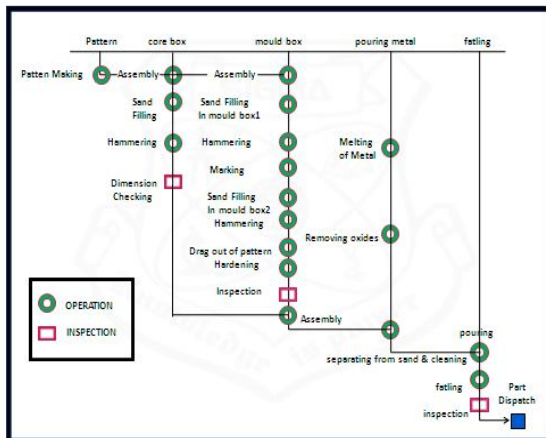 Pattern core box mould box pouring metal fatling
Patten Making Assembly Assembly
Sand
Filling
Sand Filling
In mould box1
Hammering
Hammering
Melting
of Metal
Marking
Dimension
Checking
Sand Filling
In mould box2
Hammering
Removing oxides
Drag out of pattern
Hardening
Inspection
OPERATION
INSPECTION
Assembly
pouring
separating from sand & cleaning
fatling
Part
Dispatch
inspection